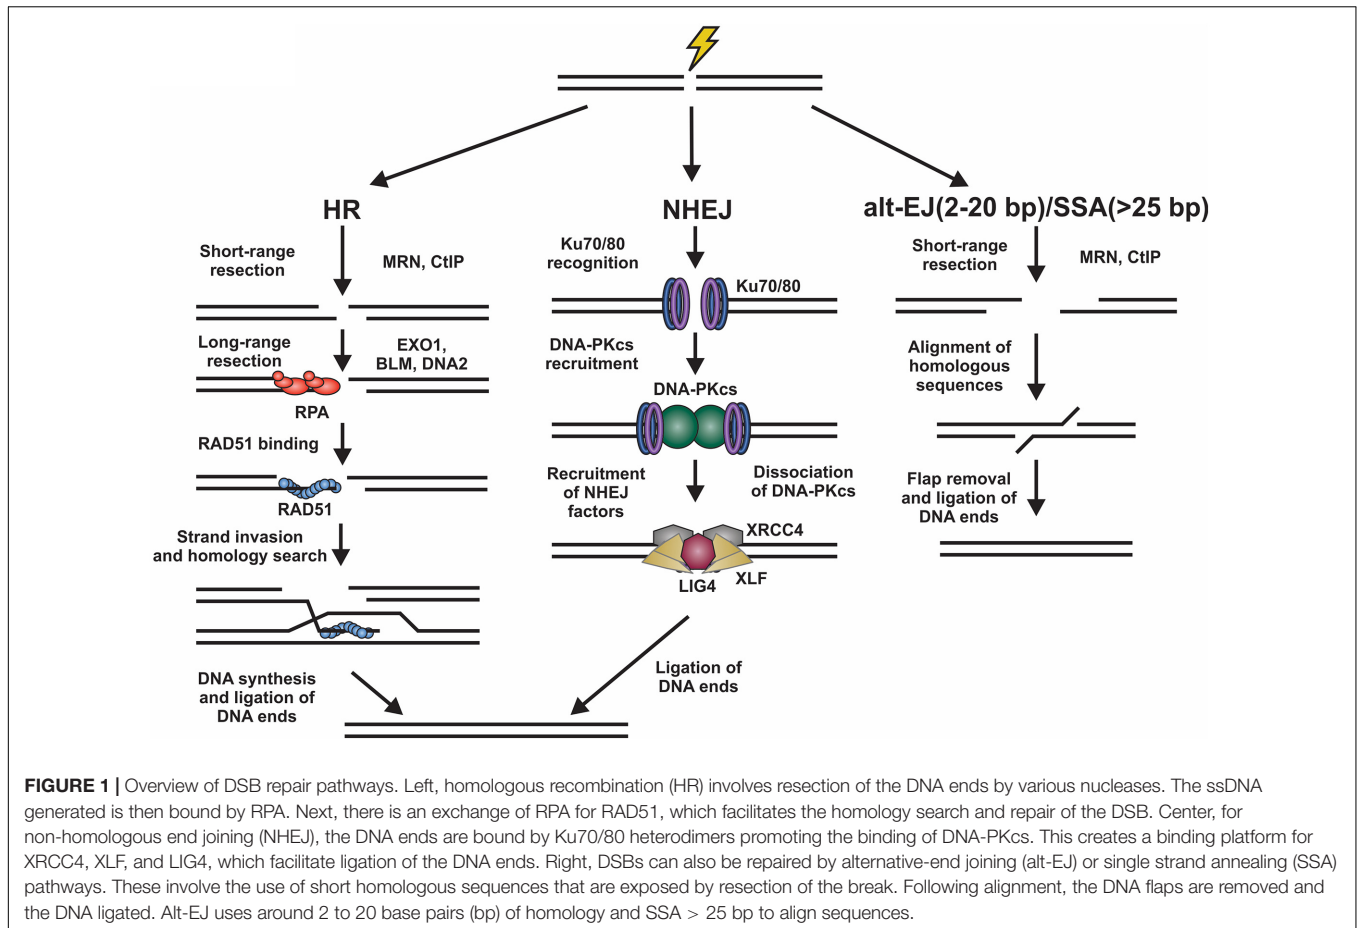 HR
Short-range
resection
MRN, CtIP
Long-range
resection
EXO1,
BLM, DNA2
RPA
RAD51 binding
RAD51
Strand invasion
and homology search
DNA synthesis
and ligation of
DNA ends
NHEJ
Ku70/80
recognition
Ku70/80
DNA-PKcs
recruitment
DNA-PKcs
Recruitment
of NHEJ
factors
Dissociation
of DNA-PKcs
XRCC4
XLF
LIG4
Ligation of
DNA ends
alt-EJ(2-20 bp)/SSA(>25 bp)
Short-range
resection
MRN, CtIP
Alignment of
homologous
sequences
Flap removal
and ligation of
DNA ends
FIGURE 1 | Overview of DSB repair pathways. Left, homologous recombination (HR) involves resection of the DNA ends by various nucleases. The ssDNA
generated is then bound by RPA. Next, there is an exchange of RPA for RAD51, which facilitates the homology search and repair of the DSB. Center, for
non-homologous end joining (NHEJ), the DNA ends are bound by Ku70/80 heterodimers promoting the binding of DNA-PKcs. This creates a binding platform for
XRCC4, XLF, and LIG4, which facilitate ligation of the DNA ends. Right, DSBs can also be repaired by alternative-end joining (alt-EJ) or single strand annealing (SSA)
pathways. These involve the use of short homologous sequences that are exposed by resection of the break. Following alignment, the DNA flaps are removed and
the DNA ligated. Alt-EJ uses around 2 to 20 base pairs (bp) of homology and SSA > 25 bp to align sequences.